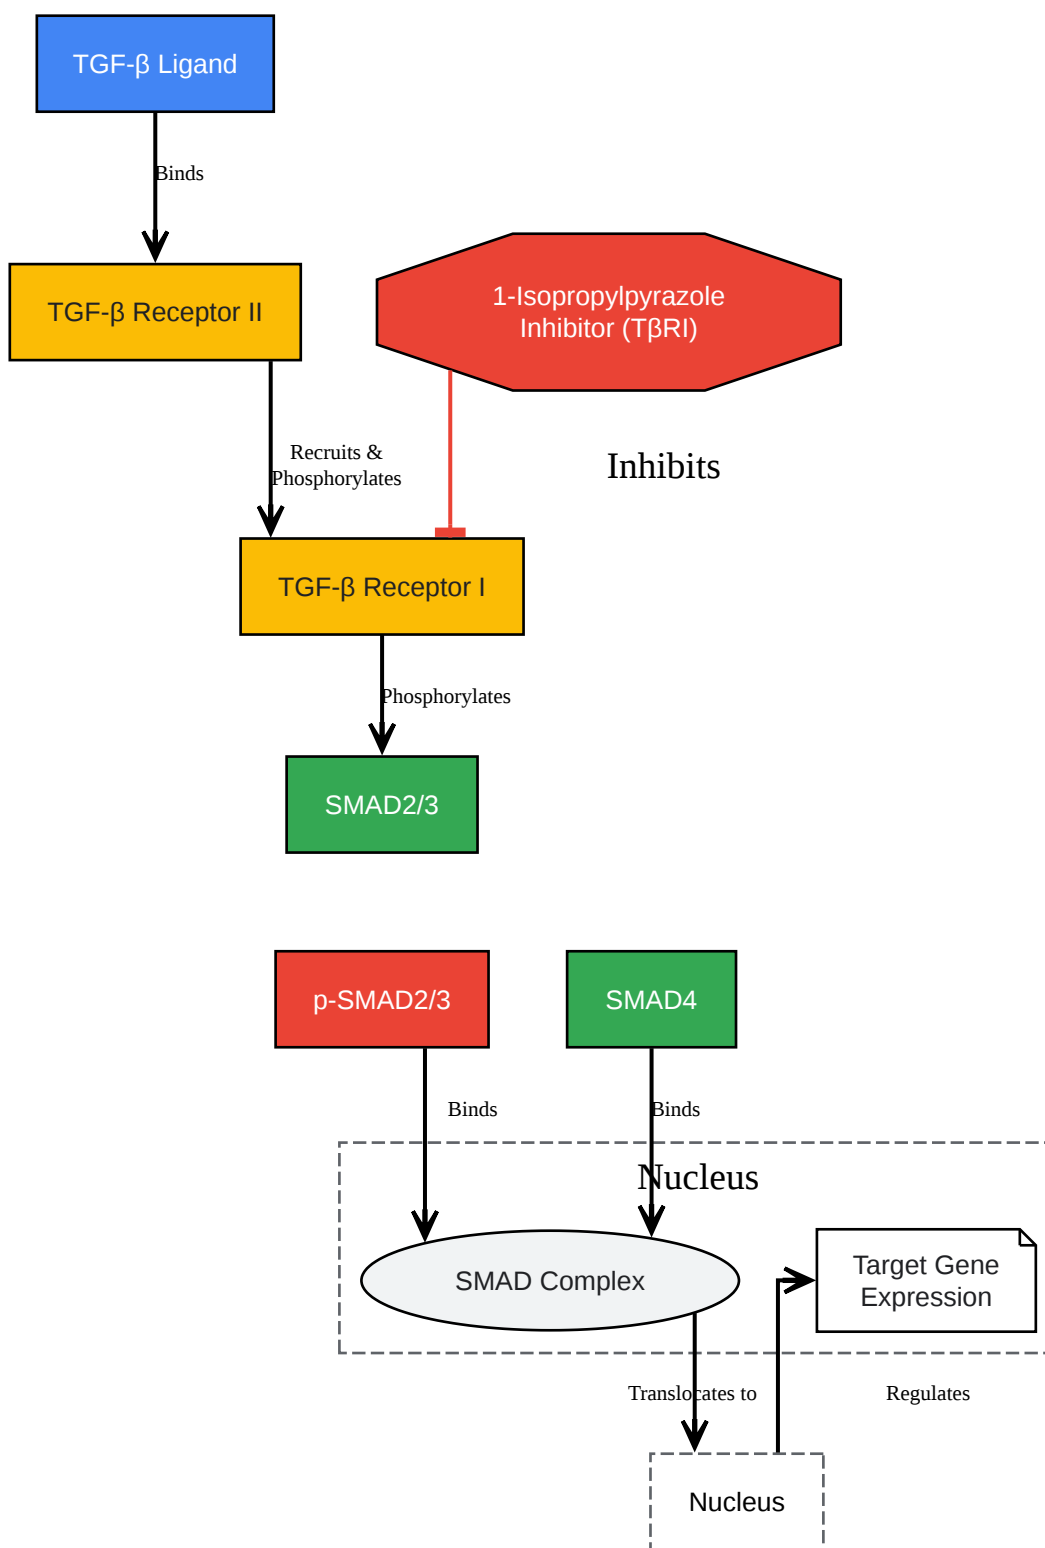 TGF-β Ligand
Binds
TGF-β Receptor II
1-Isopropylpyrazole
Inhibitor (TβRI)
Recruits &
Phosphorylates
Inhibits
TGF-β Receptor I
Phosphorylates
SMAD2/3
p-SMAD2/3
SMAD4
Binds
Binds
Nucleus
SMAD Complex
Target Gene
Expression
Translocates to
Regulates
Nucleus